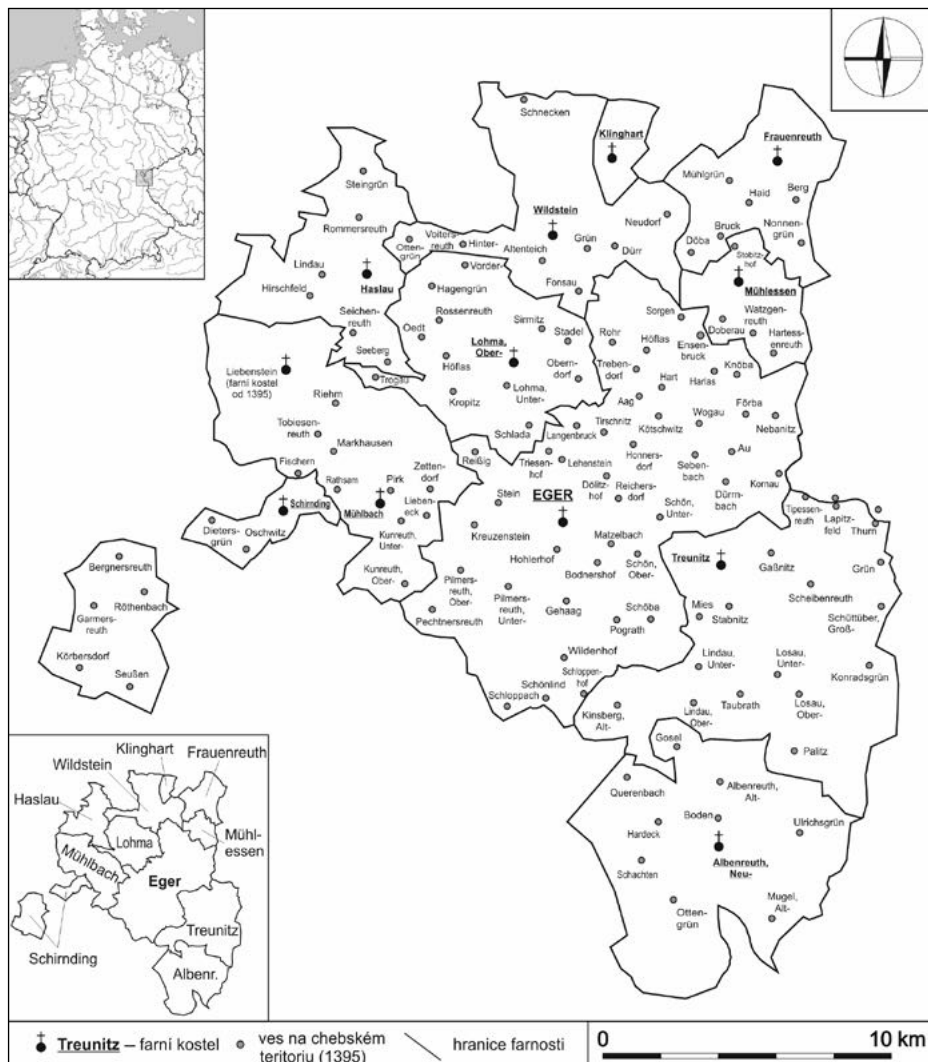 Schnecken
Klinghart
Frauenreuth
Mühlgrün
Haid
Berg
Steingrün
Rommersreuth
Wildstein
Neudorf
Nonnen-
grün
Otten-
grün
Voiters-
reuth
Hinter-
Altenteich
Grün
Dürr
Döba
Bruck
Stobitz-
hof
Lindau
Hirschfeld
Haslau
Vorder-
Hagengrün
Fonsau
Mühlessen
Seichen-
reuth
Rossenreuth
Sirmitz
Stadel
Sorgen
Doberau
Watzgen-
reuth
Hartess-
enreuth
Oedt
Seeberg
Lohma,
Ober-
Rohr
Höflas
Ensen-
bruck
Liebenstein
(farní kostel
od 1395)
Trogau
Höflas
Obern-
dorf
Treben-
dorf
Hart
Harlas
Knöba
Riehm
Kropitz
Lohma,
Unter-
Aag
Wogau
Förba
Tobiesen-
reuth
Markhausen
Schlada
Langenbruck
Tirschnitz
Kötschwitz
Nebanitz
Fischern
Reißig
Triesen-
hof
Lehenstein
Honners-
dorf
Au
Rathsam
Pirk
Zetten-
dorf
Stein
EGER
Dölitz-
hof
Reichers-
dorf
Seben-
bach
Kornau
Schirnding
Mühlbach
Lieben-
eck
Schön,
Unter-
Dürrn-
bach
Tipessen-
reuth
Lapitz-
feld
Thurn
Dieters-
grün
Oschwitz
Kunreuth,
Unter-
Kreuzenstein
Matzelbach
Hohlerhof
Schön,
Ober-
Treunitz
Gaßnitz
Grün
Bergnersreuth
Kunreuth,
Ober-
Bodnershof
Röthenbach
Garmers-
reuth
Pilmers-
reuth, Ober-
Pilmers-
reuth,
Unter-
Gehaag
Schöba
Mies
Stabnitz
Scheibenreuth
Schüttüber,
Groß-
Pechtnersreuth
Pograth
Körbersdorf
Wildenhof
Lindau,
Unter-
Losau,
Unter-
Konradsgrün
Seußen
Schloppen-
hof
Schönlind
Schloppach
Kinsberg,
Alt-
Lindau,
Ober-
Taubrath
Losau,
Ober-
Gosel
Palitz
Querenbach
Albenreuth,
Alt-
Boden
Hardeck
Ulrichsgrün
Schachten
Albenreuth,
Neu-
Otten-
grün
Mugel,
Alt-
Klinghart
Wildstein
Frauenreuth
Haslau
Lohma
Mühl-
essen
Mühlbach
Eger
Treunitz
Schirnding
Albenr.
Treunitz – farní kostel
ves na chebském
teritoriu (1395)
hranice farnosti
0
10 km